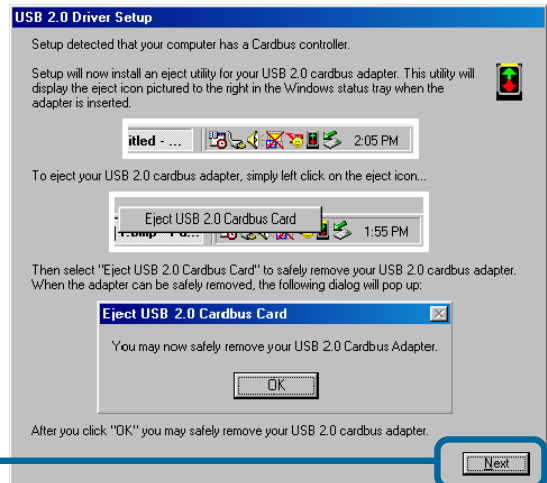 USB 2.0 Driver Setup
Setup detected that your computer has a Cardbus controller.
Setup will now install an eject utility for your USB 2.0 cardbus adapter. This utility will
display the eject icon pictured to the right in the Windows status tray when the
adapter is inserted.
itled - ...
2:05 PM
To eject your USB 2.0 cardbus adapter, simply left click on the eject icon...
Eject USB 2.0 Cardbus Card
1:55 PM
Then select "Eject USB 2.0 Cardbus Card" to safely remove your USB 2.0 cardbus adapter.
When the adapter can be safely removed, the following dialog will pop up:
Eject USB 2.0 Cardbus Card
You may now safely remove your USB 2.0 Cardbus Adapter.
OK
After you click "OK" you may safely remove your USB 2.0 cardbus adapter.
Next